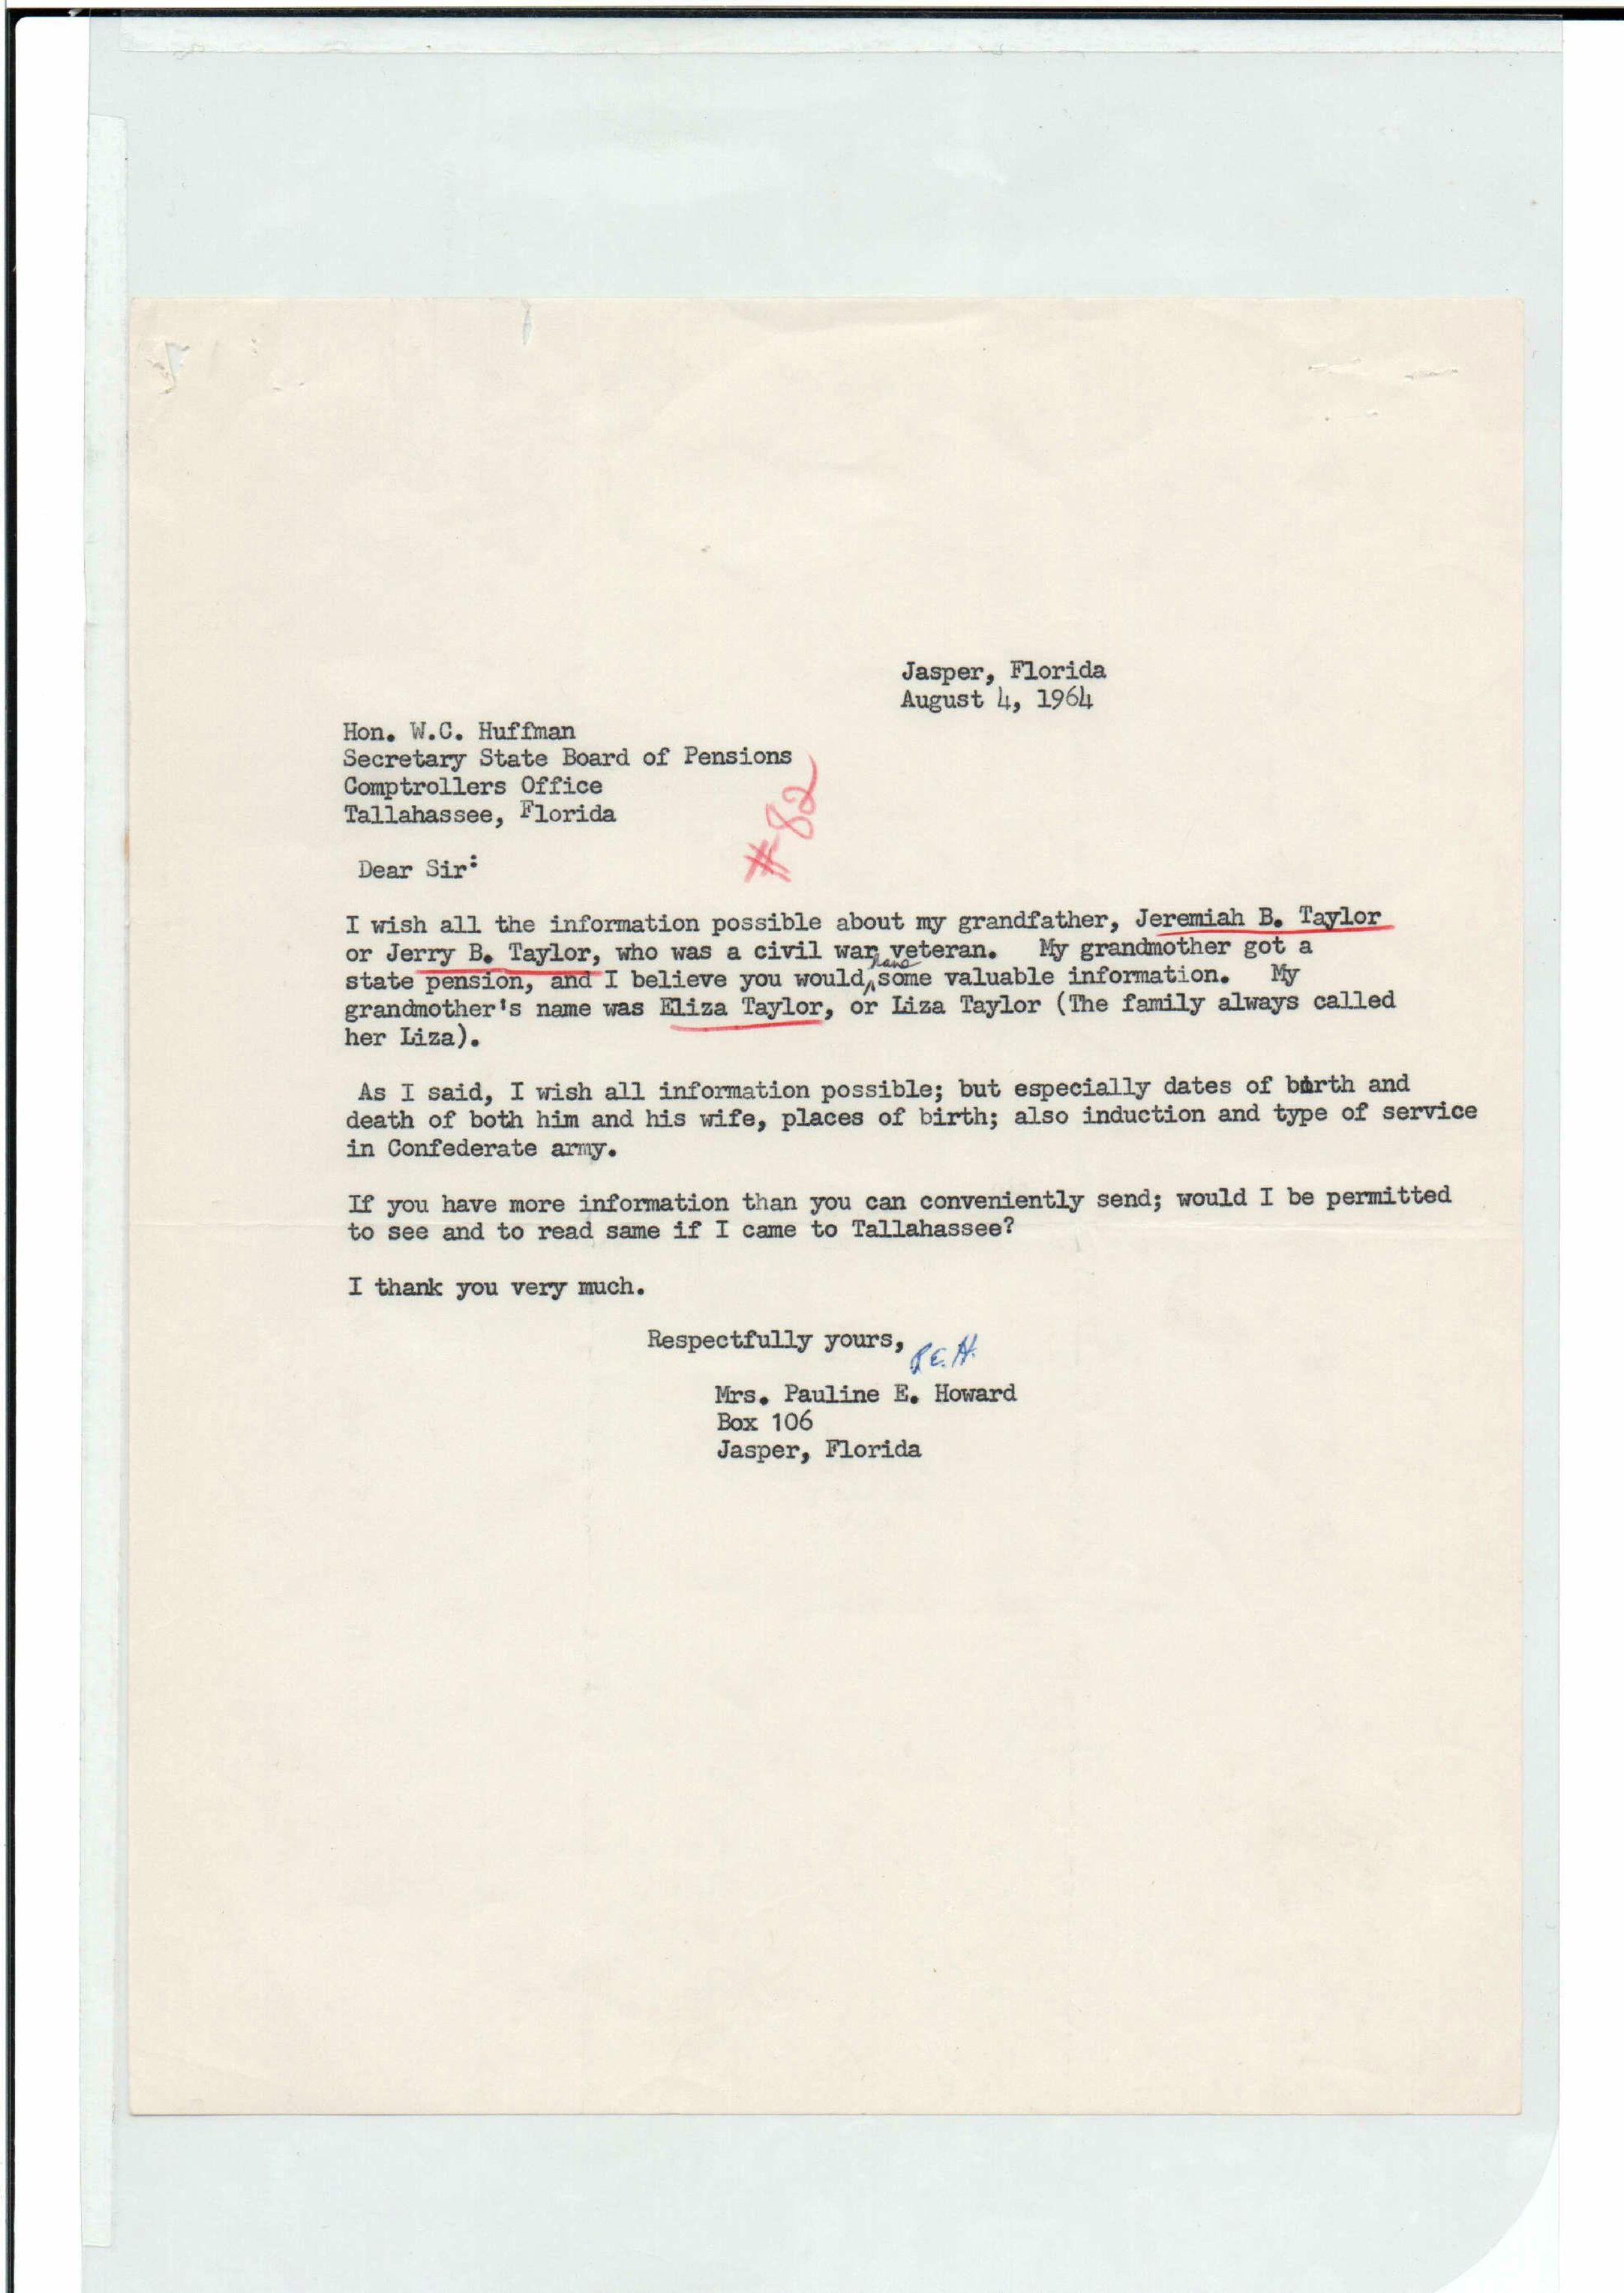 Jasper, Florida
August 4, 1964
Hon. W.C. Huffman
Secretary State Board of Pensions
Comptrollers Office
Tallahassee, Florida
#82
Dear Sir:
I wish all the information possible about my grandfather, Jeremiah B. Taylor
or Jerry B. Taylor, who was a civil war veteran. My grandmother got a
have
state pension, and I believe you would some valuable information. My
grandmother's name was Eliza Taylor, or Liza Taylor (The family always called
her Liza).
As I said, I wish all information possible; but especially dates of birth and
death of both him and his wife, places of birth; also induction and type of service
in Confederate army.
If you have more information than you can conveniently send; would I be permitted
to see and to read same if I came to Tallahassee?
I thank you very much.
Respectfully yours,
P.E.H.
Mrs. Pauline E. Howard
Box 106
Jasper, Florida